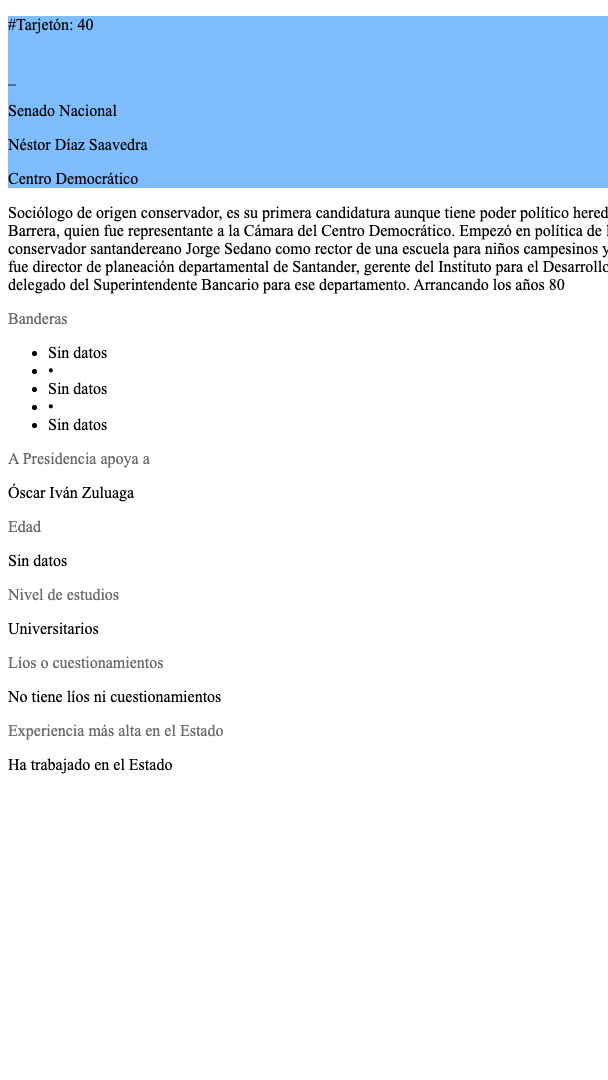 #Tarjetón: 40
_
Senado Nacional
Néstor Díaz Saavedra
Centro Democrático
Sociólogo de origen conservador, es su primera candidatura aunque tiene poder político
Barrera, quien fue representante a la Cámara del Centro Democrático. Empezó en política de
conservador santandereano Jorge Sedano como rector de una escuela para niños campesinos y
fue director de planeación departamental de Santander, gerente del Instituto para el Desarrollo
delegado del Superintendente Bancario para ese departamento. Arrancando los años 80
Banderas
• Sin datos
• •
• Sin datos
• •
• Sin datos
A Presidencia apoya a
Óscar Iván Zuluaga
Edad
Sin datos
Nivel de estudios
Universitarios
Líos o cuestionamientos
No tiene líos ni cuestionamientos
Experiencia más alta en el Estado
Ha trabajado en el Estado